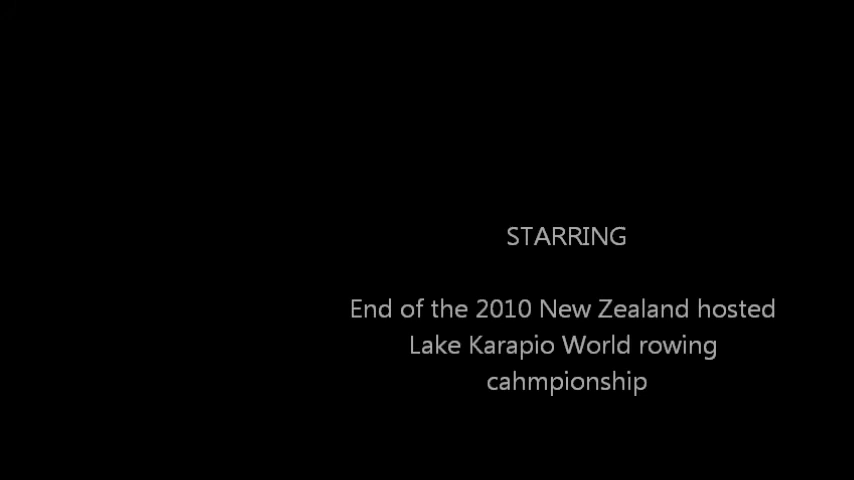 STARRING
End of the 2010 New Zealand hosted
Lake Karapio World rowing
cahmpionship